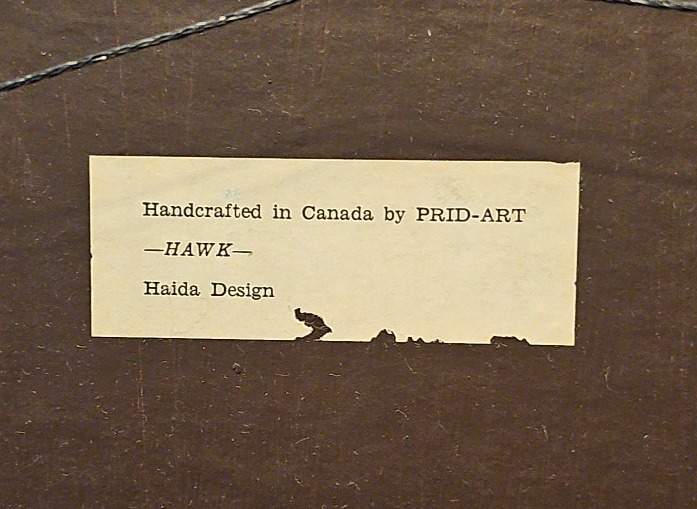 Handcrafted in Canada by PRID-ART
—HAWK—
Haida Design